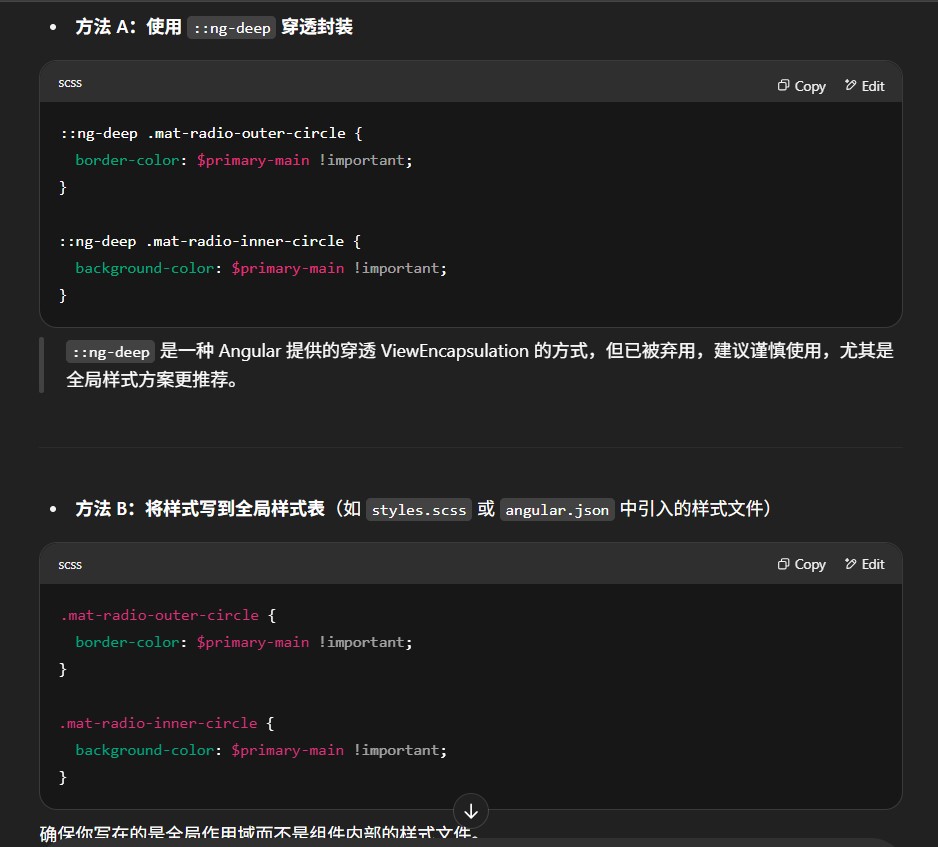 • 方法 A：使用 ::ng-deep 穿透封装
scss
Copy Edit
::ng-deep .mat-radio-outer-circle {
  border-color: $primary-main !important;
}
::ng-deep .mat-radio-inner-circle {
  background-color: $primary-main !important;
}
::ng-deep 是一种 Angular 提供的穿透 ViewEncapsulation 的方式，但已被弃用，建议谨慎使用，尤其是
全局样式方案更推荐。
• 方法 B：将样式写到全局样式表（如 styles.scss 或 angular.json 中引入的样式文件）
scss
Copy Edit
.mat-radio-outer-circle {
  border-color: $primary-main !important;
}
.mat-radio-inner-circle {
  background-color: $primary-main !important;
}
确保你写在的是全局作用域而不是组件内部的样式文件。